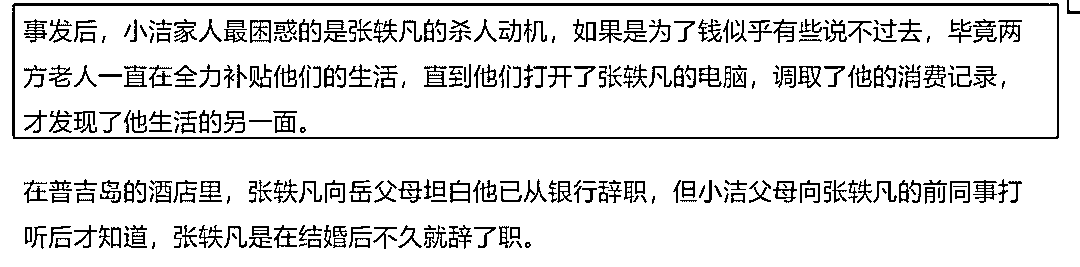 事发后，小洁家人最困惑的是张轶凡的杀人动机，如果是为了钱似乎有些说不过去，毕竟两
方老人一直在全力补贴他们的生活，直到他们打开了张轶凡的电脑，调取了他的消费记录，
才发现了他生活的另一面。
在普吉岛的酒店里，张轶凡向岳父母坦白他已从银行辞职，但小洁父母向张轶凡的前同事打
听后才知道，张轶凡是在结婚后不久就辞了职。